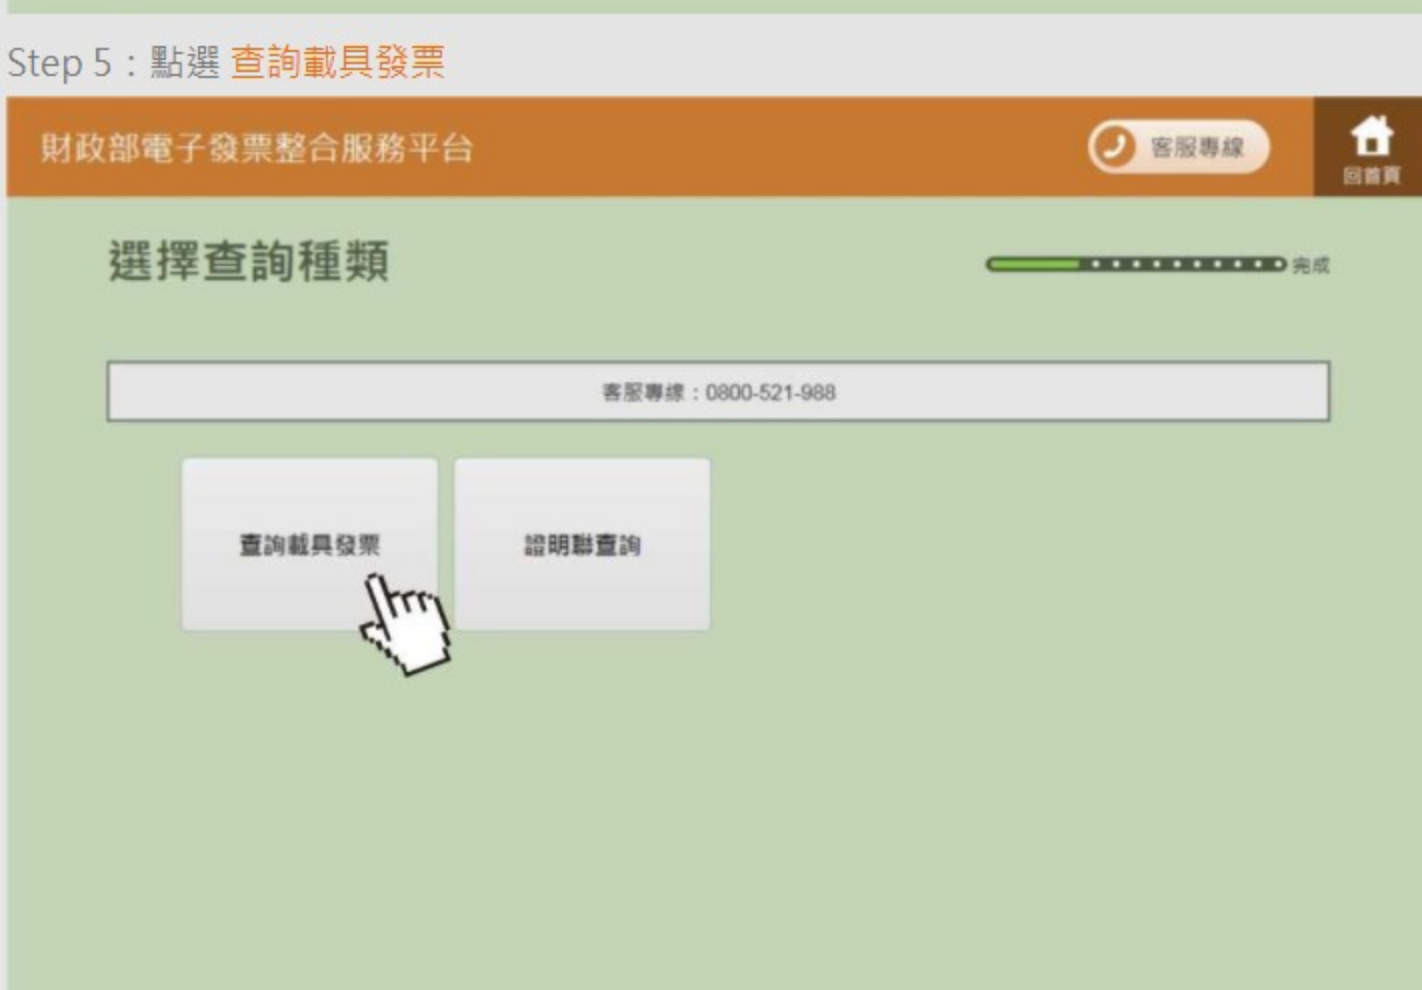 Step 5：點選 查詢載具發票
財政部電子發票整合服務平台
客服專線
回首頁
選擇查詢種類
完成
客服專線：0800-521-988
查詢載具發票
證明聯查詢